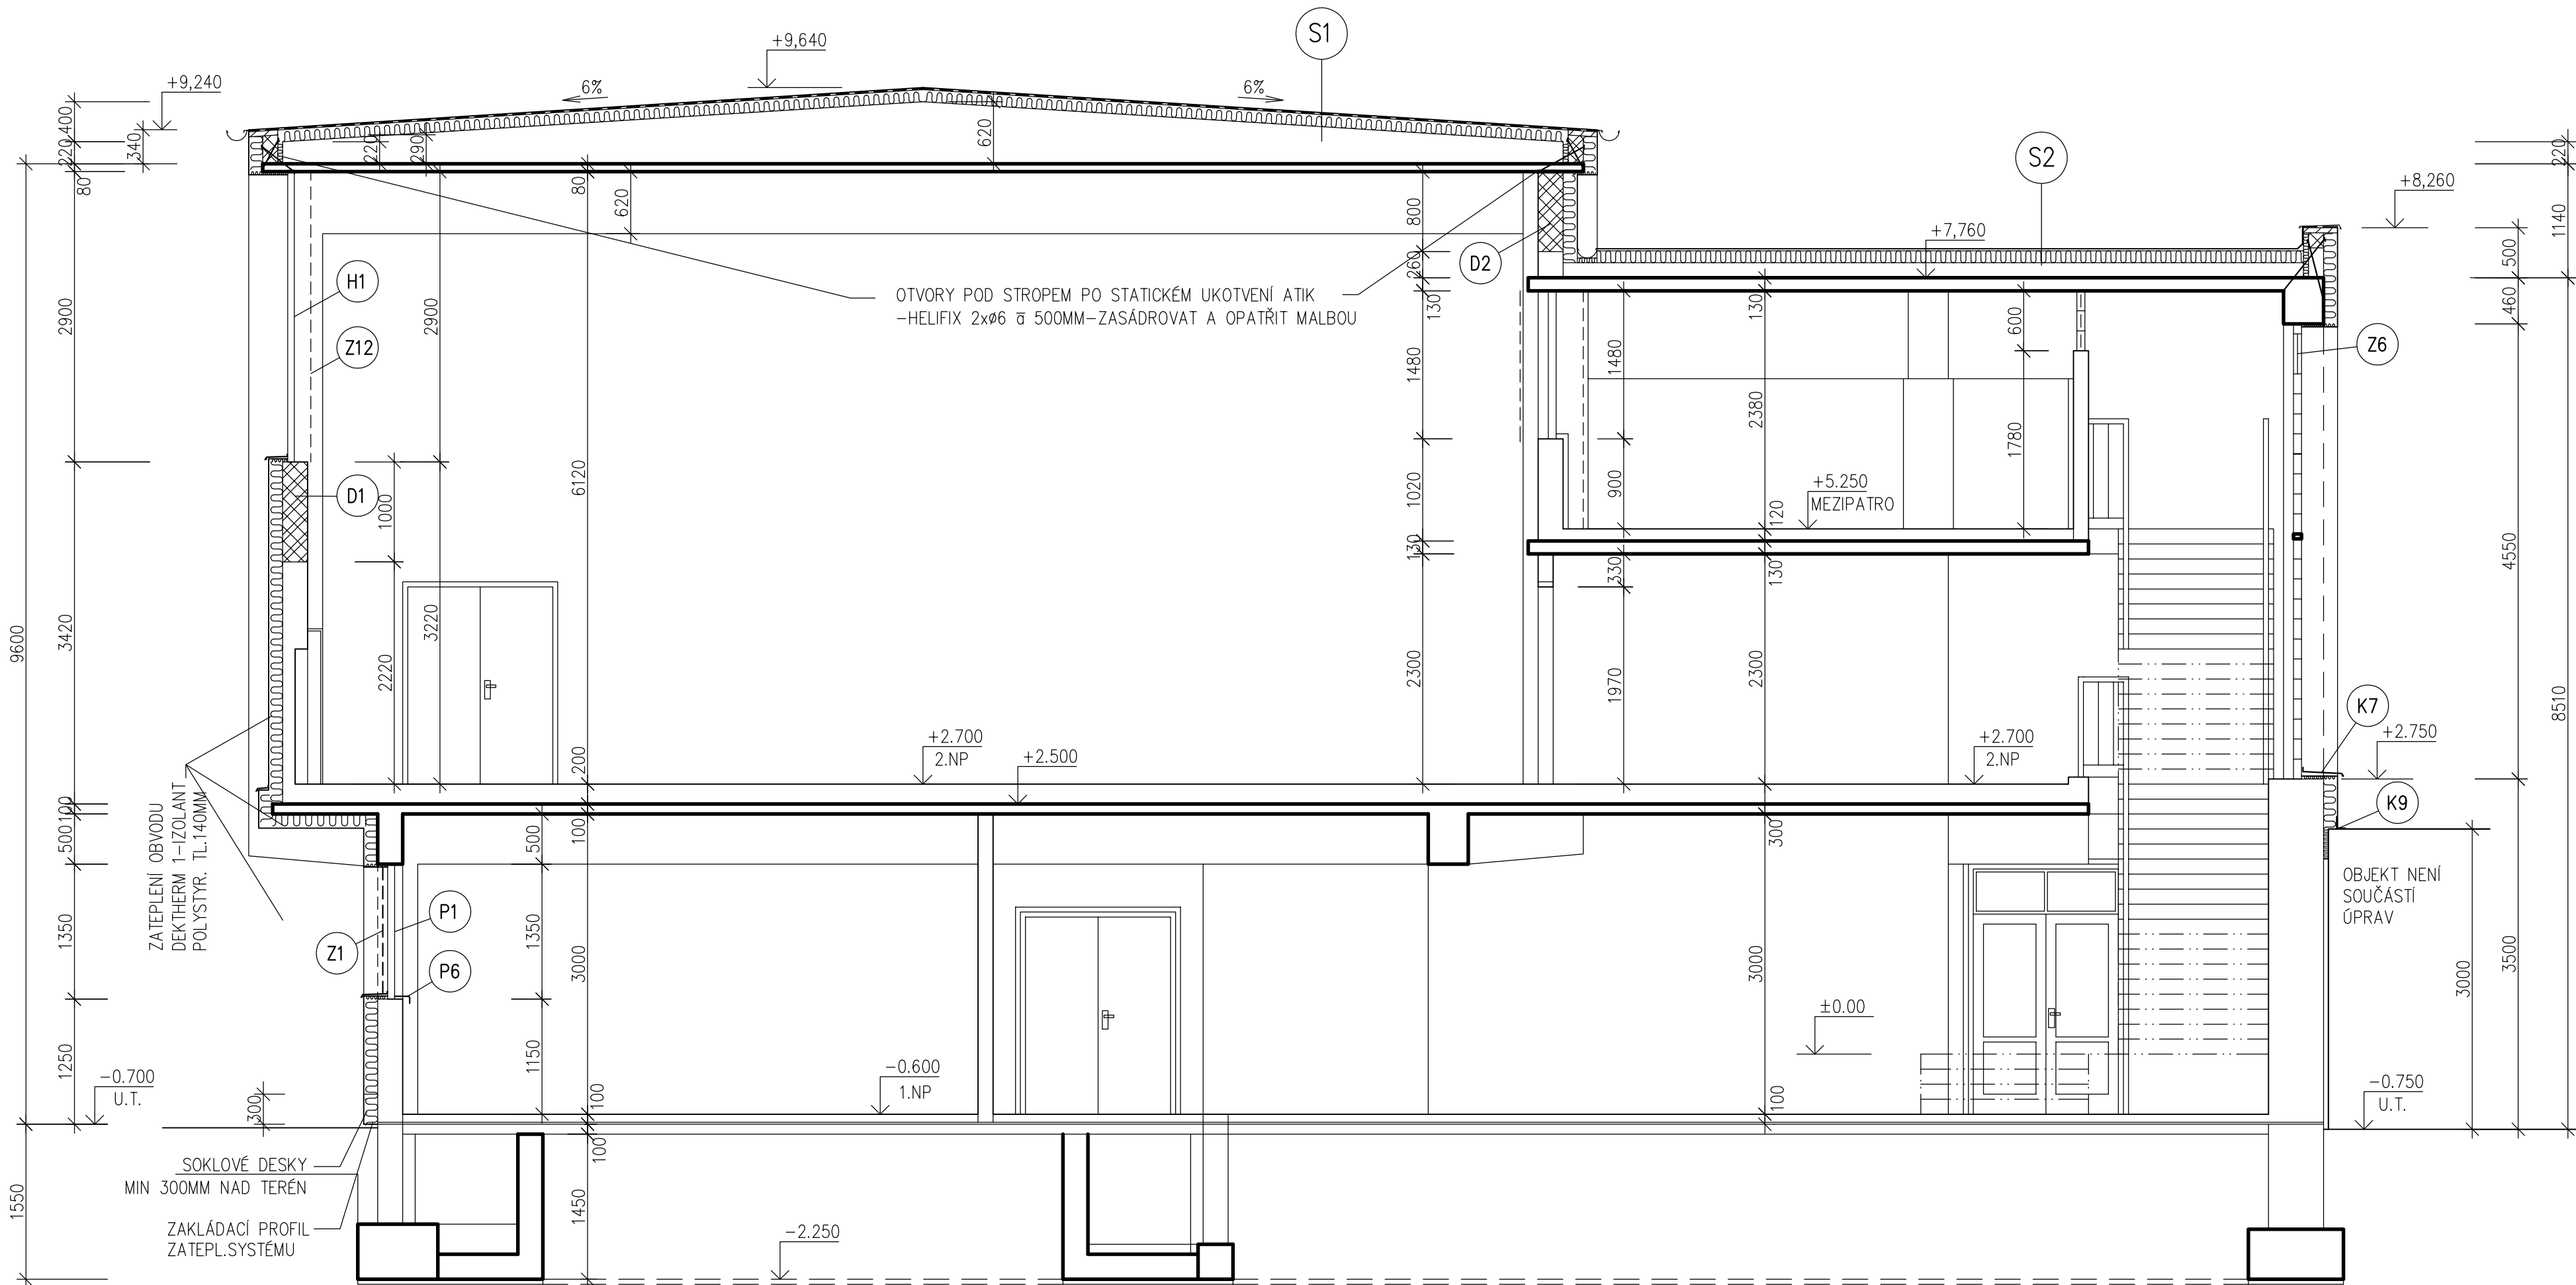 S1
+9,640
+9,240
6%
6%
S2
+8,260
+7,760
400
220
340
80
220
290
620
80
620
800
260
130
130
220
1140
500
460
H1
Z12
D2
Z6
OTVORY POD STROPEM PO STATICKÉM UKOTVENÍ ATIK
-HELIFIX 2xø6 ā 500MM-ZASÁDROVAT A OPATŘIT MALBOU
2900
2900
1480
1480
600
2380
1780
6120
D1
1000
1020
900
120
+5.250
MEZIPATRO
130
330
130
4550
9600
3420
3220
2220
2300
1970
2300
8510
K7
+2.700
2.NP
+2.500
+2.700
2.NP
+2.750
K9
200
100
500
500
100
300
ZATEPLENÍ OBVODU
DEKTHERM 1-IZOLANT
POLYSTYR. TL.140MM
OBJEKT NENÍ
SOUČÁSTÍ
ÚPRAV
P1
Z1
P6
1350
1350
3000
3000
3000
3500
±0.00
1250
1150
-0.700
U.T.
300
-0.600
1.NP
100
100
-0.750
U.T.
100
SOKLOVÉ DESKY
MIN 300MM NAD TERÉN
ZAKLÁDACÍ PROFIL
ZATEPL.SYSTÉMU
1550
1450
-2.250